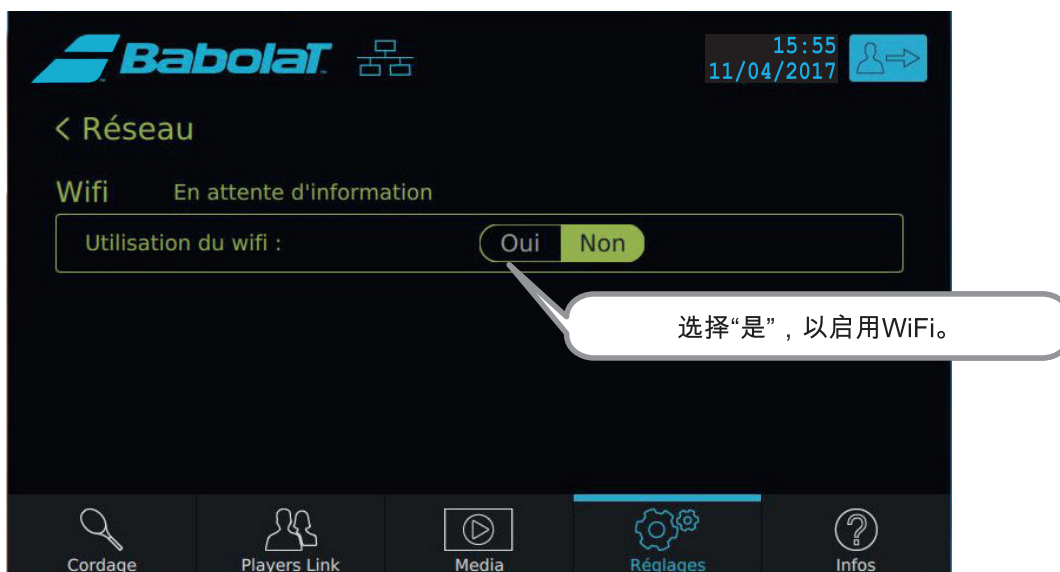 BabolaT
15:55
11/04/2017
< Réseau
Wifi En attente d'information
Utilisation du wifi : Oui Non
选择“是”，以启用WiFi。
Cordage Players Link Media Réglages Infos